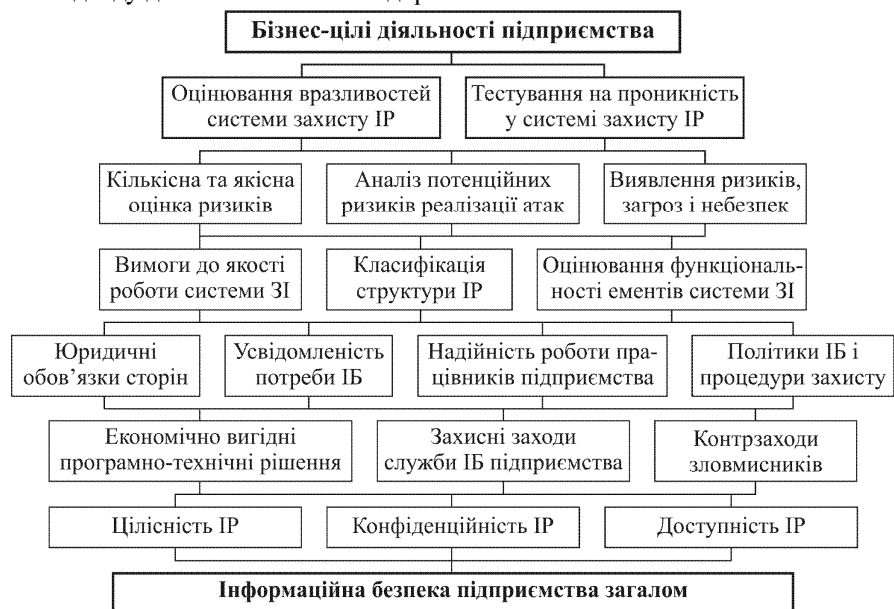 Бізнес-цілі діяльності підприємства
Оцінювання вразливостей
системи захисту ІР
Тестування на проникність
у системі захисту ІР
Кількісна та якісна
оцінка ризиків
Аналіз потенційних
ризиків реалізації атак
Виявлення ризиків,
загроз і небезпек
Вимоги до якості
роботи системи ЗІ
Класифікація
структури ІР
Оцінювання функціональ-
ності ементів системи ЗІ
Юридичні
обов’язки сторін
Усвідомленість
потреби ІБ
Надійність роботи пра-
цівників підприємства
Політики ІБ і
процедури захисту
Економічно вигідні
програмно-технічні рішення
Захисні заходи
служби ІБ підприємства
Контрзаходи
зловмисників
Цілісність ІР
Конфіденційність ІР
Доступність ІР
Інформаційна безпека підприємства загалом